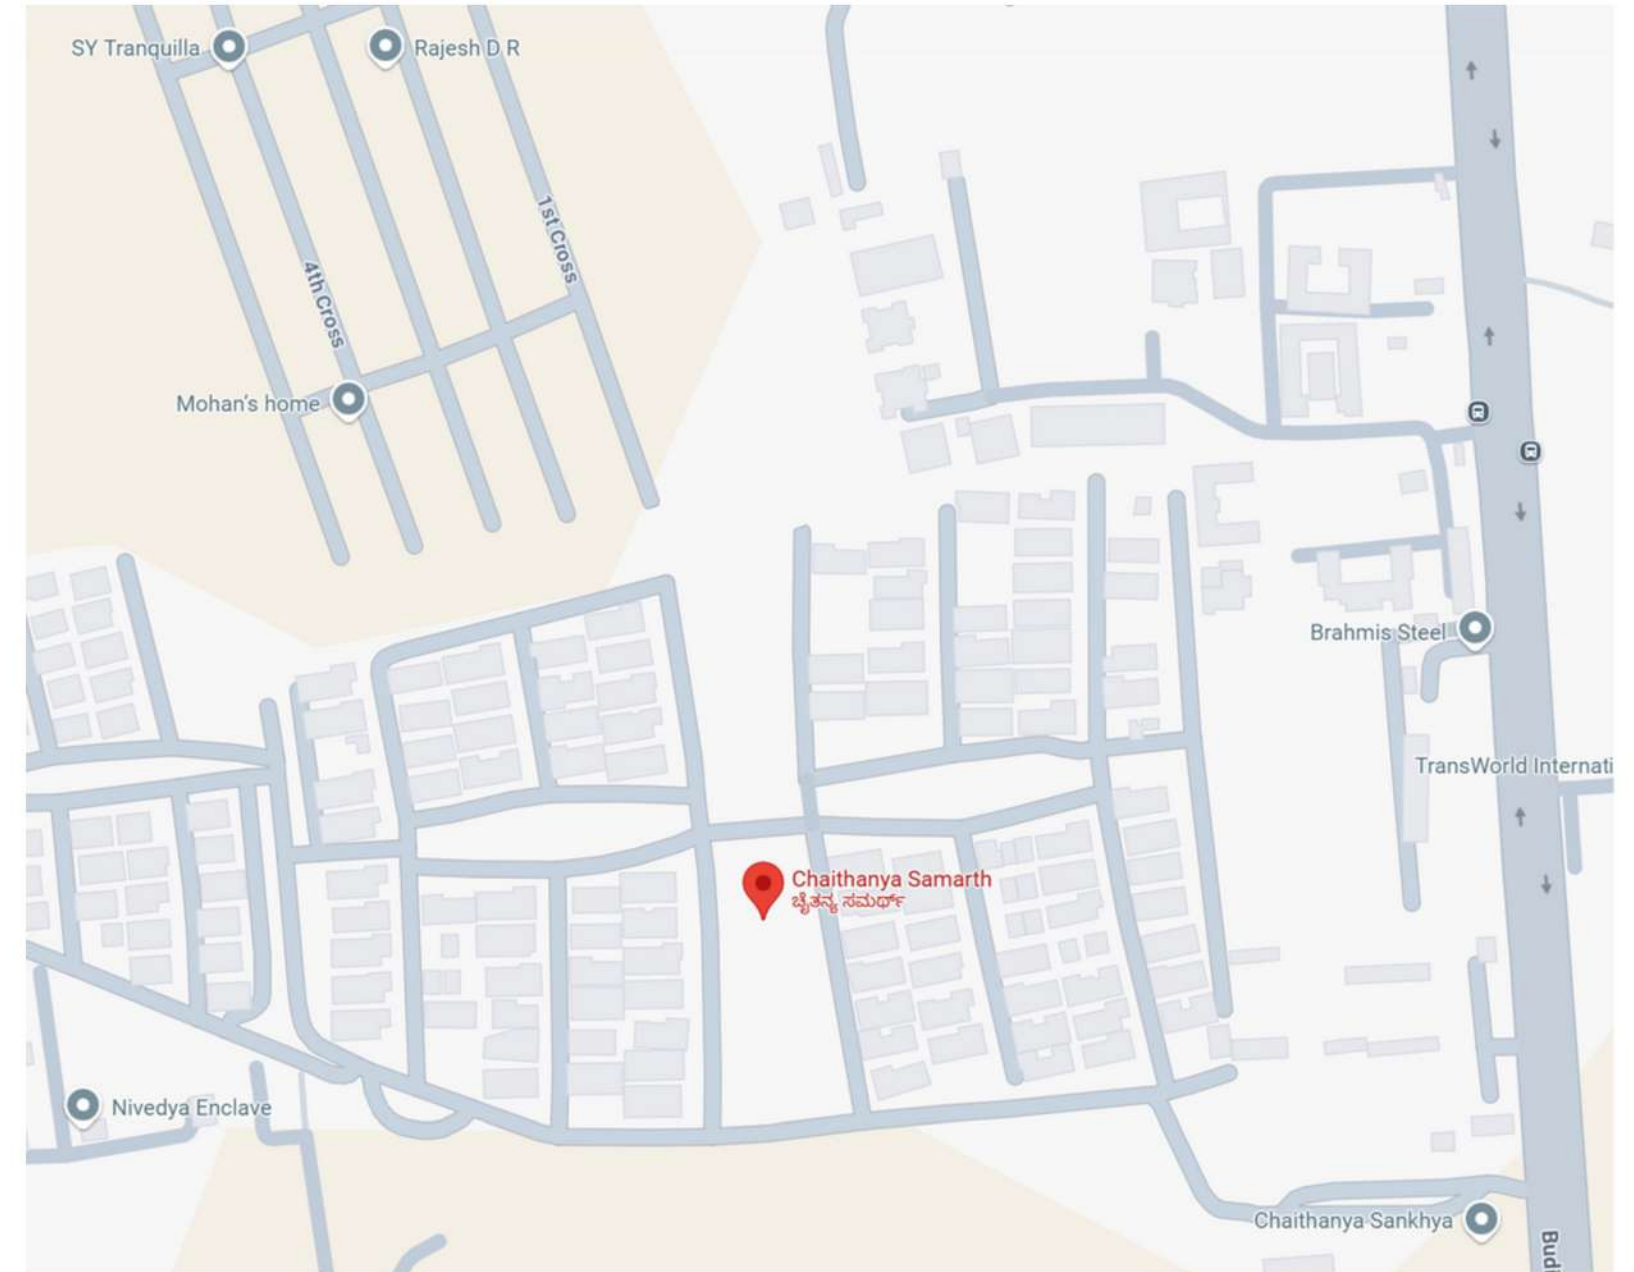 SY Tranquilla
Rajesh D R
1st Cross
4th Cross
Mohan's home
Brahmis Steel
TransWorld Internati
Chaithanya Samarth
ಚೈತನ್ಯ ಸಮರ್ಥ್
Nivedya Enclave
Chaithanya Sankhya
Budi